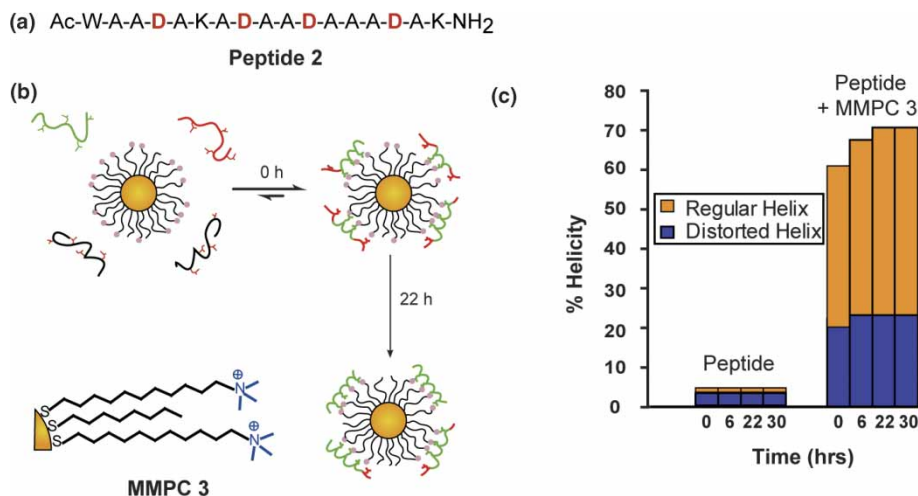 (a) Ac-W-A-A-D-A-K-A-D-A-A-D-A-A-A-D-A-K-NH2
Peptide 2
(b)
0 h
22 h
S
S
S
⊕
N
⊕
N
MMPC 3
(c)
Peptide
+ MMPC 3
80
70
60
50
40
30
20
10
0
% Helicity
Regular Helix
Distorted Helix
Peptide
0 6 22 30 0 6 22 30
Time (hrs)